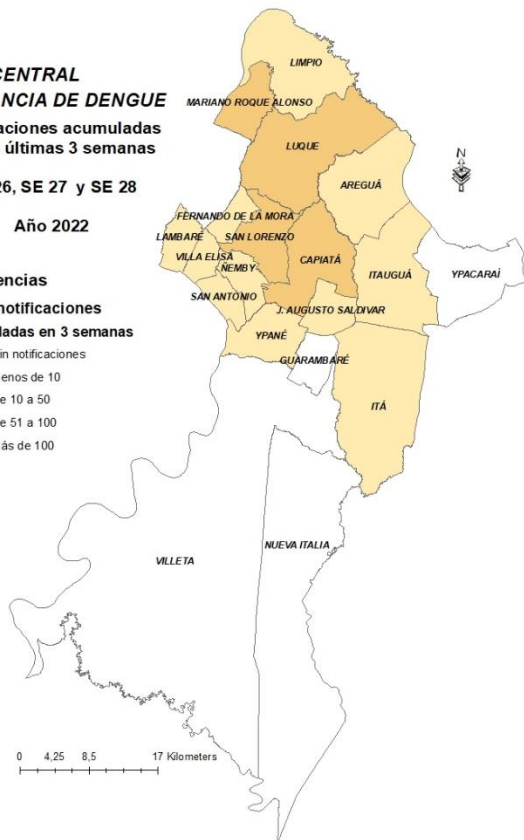 CENTRAL
NCIA DE DENGUE
aciones acumuladas
últimas 3 semanas
26, SE 27 y SE 28
Año 2022
encias
notificaciones
ladas en 3 semanas
in notificaciones
enos de 10
e 10 a 50
e 51 a 100
ás de 100
LIMPIO
MARIANO ROQUE ALONSO
LUQUE
N
AREGUÁ
FERNANDO DE LA MORA
LAMBARÉ
SAN LORENZO
VILLA ELISA
ÑEMBY
CAPIATÁ
ITAUGUÁ
YPACARAÍ
SAN ANTONIO
J. AUGUSTO SALDIVAR
YPANÉ
GUARAMBARÉ
ITÁ
NUEVA ITALIA
VILLETA
0 4,25 8,5 17 Kilometers